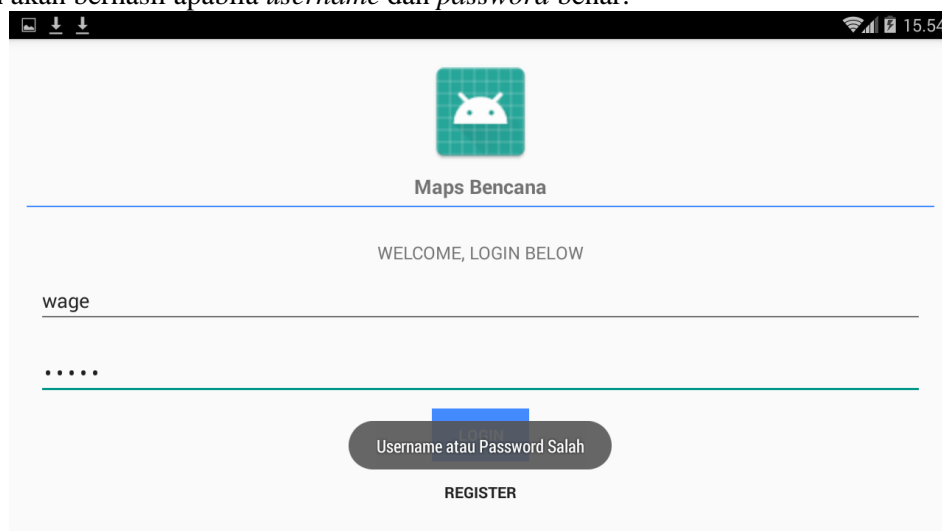 akan berhasil apabila username dan password benar.
15.54
Maps Bencana
WELCOME, LOGIN BELOW
wage
•••••
LOGIN
Username atau Password Salah
REGISTER